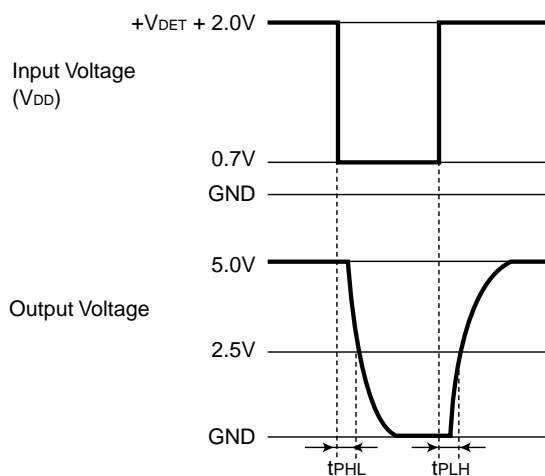 +VDET + 2.0V
Input Voltage
(VDD)
0.7V
GND
5.0V
Output Voltage
2.5V
GND
tPHL tPLH